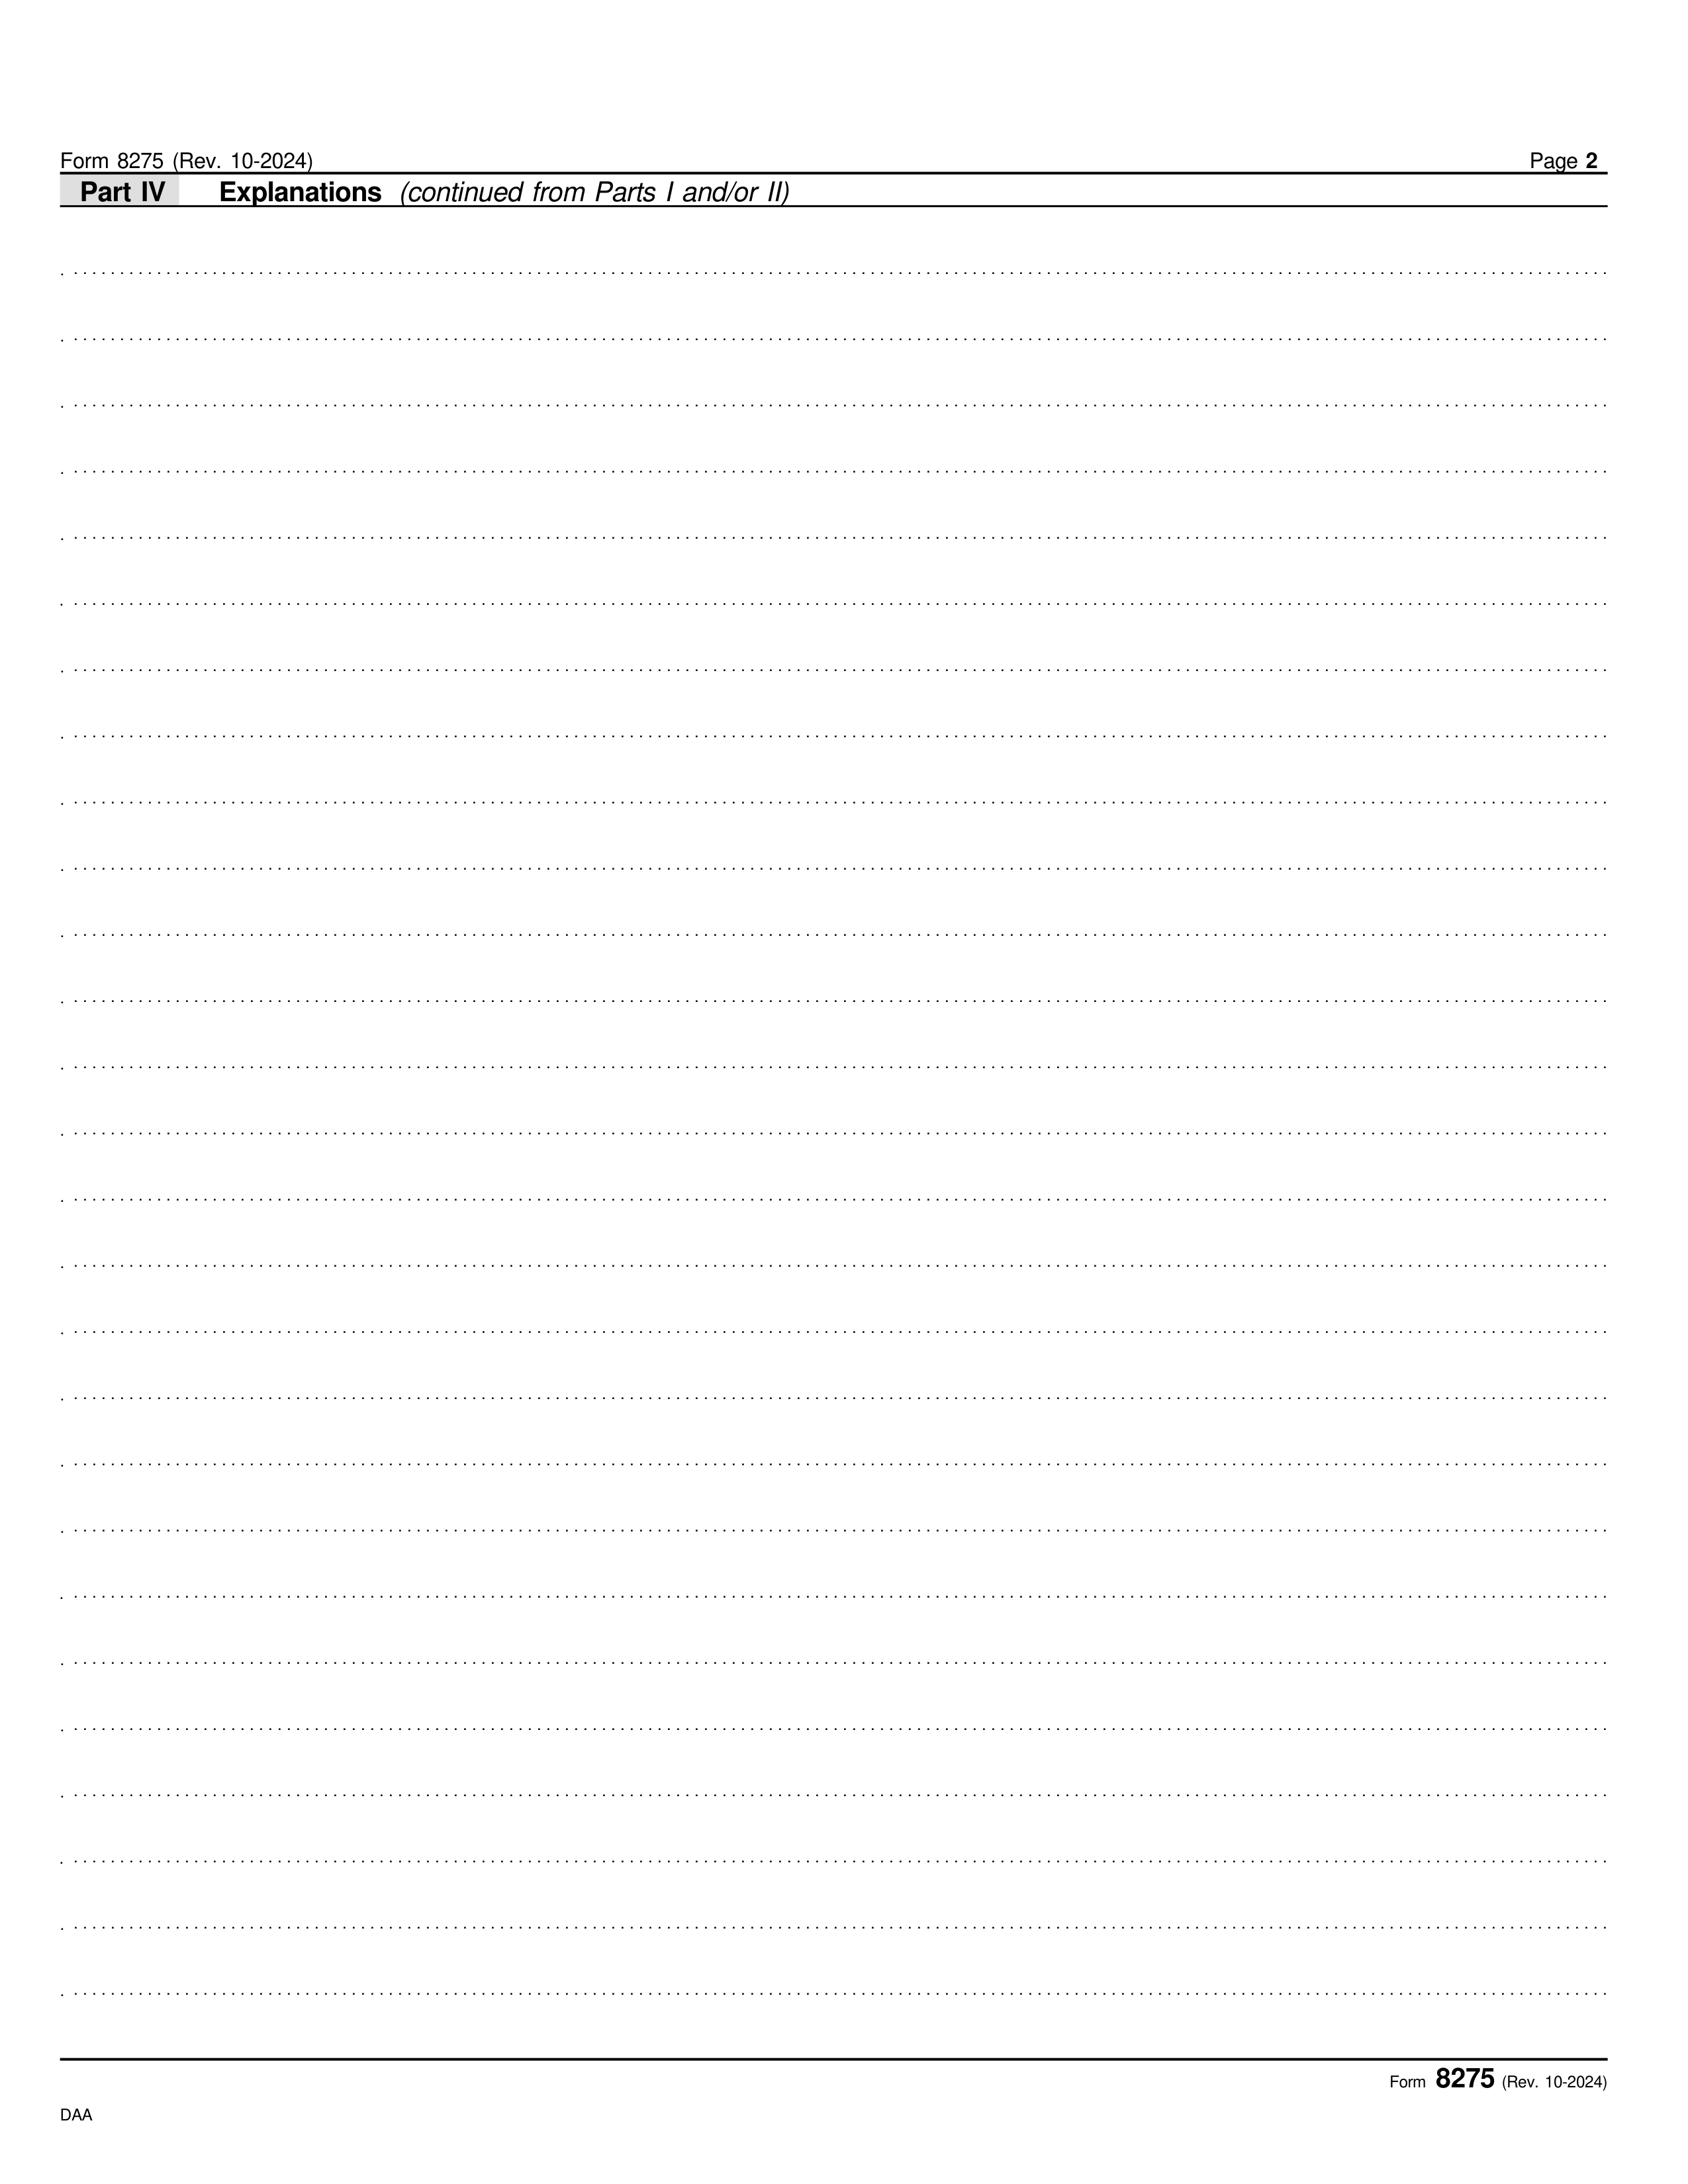 Form 8275 (Rev. 10-2024) Page 2
Part IV Explanations (continued from Parts I and/or II)
Form 8275 (Rev. 10-2024)
DAA